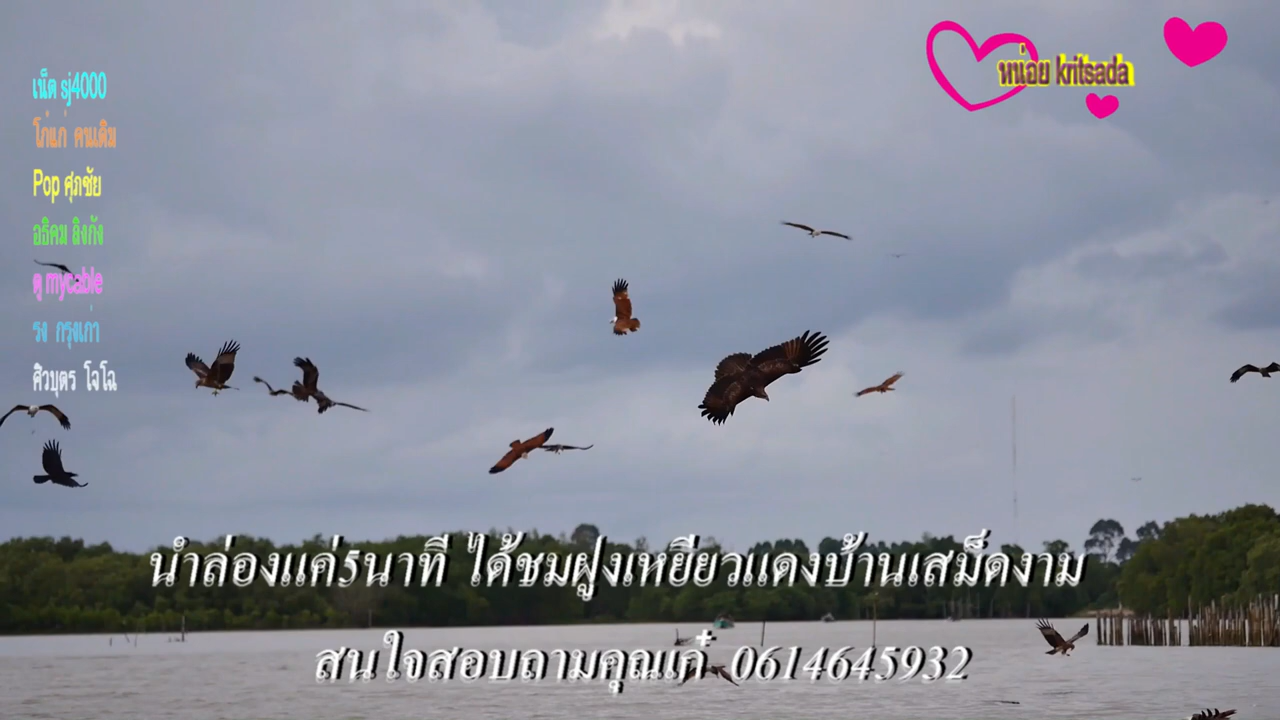 หน่อย kritsada
เน็ต sj4000
โก๋แก่ คนเดิม
Pop ศุภชัย
อธิคม ลิงกัง
ตุ mycable
รง กรุงเก่า
ศิวบุตร โจโฉ
นำล่องแค่5นาที ได้ชมฝูงเหยี่ยวแดงบ้านเสม็ดงาม
สนใจสอบถามคุณเก๋ 0614645932